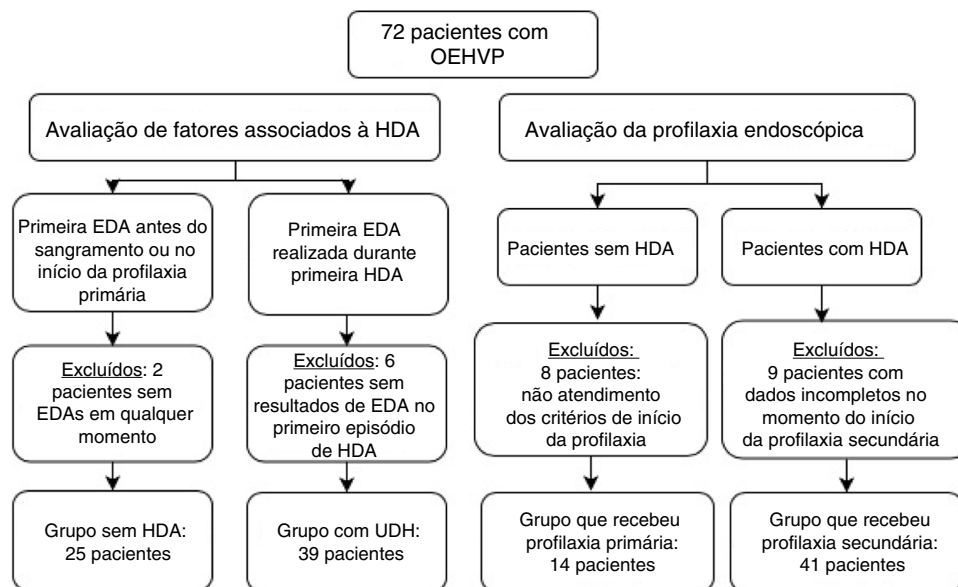 72 pacientes com
OEHVP
Avaliação de fatores associados à HDA
Avaliação da profilaxia endoscópica
Primeira EDA antes do
sangramento ou no
início da profilaxia
primária
Primeira EDA
realizada durante
primeira HDA
Pacientes sem HDA
Pacientes com HDA
Excluídos: 2
pacientes sem
EDAs em qualquer
momento
Excluídos: 6
pacientes sem
resultados de EDA no
primeiro episódio
de HDA
Excluídos:
8 pacientes:
não atendimento
dos critérios de início
da profilaxia
Excluídos:
9 pacientes com
dados incompletos no
momento do início
da profilaxia secundária
Grupo sem HDA:
25 pacientes
Grupo com UDH:
39 pacientes
Grupo que recebeu
profilaxia primária:
14 pacientes
Grupo que recebeu
profilaxia secundária:
41 pacientes